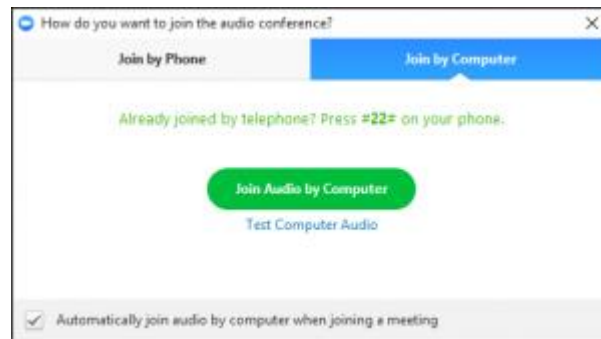 How do you want to join the audio conference?
Join by Phone
Join by Computer
Already joined by telephone? Press #22# on your phone.
Join Audio by Computer
Test Computer Audio
Automatically join audio by computer when joining a meeting